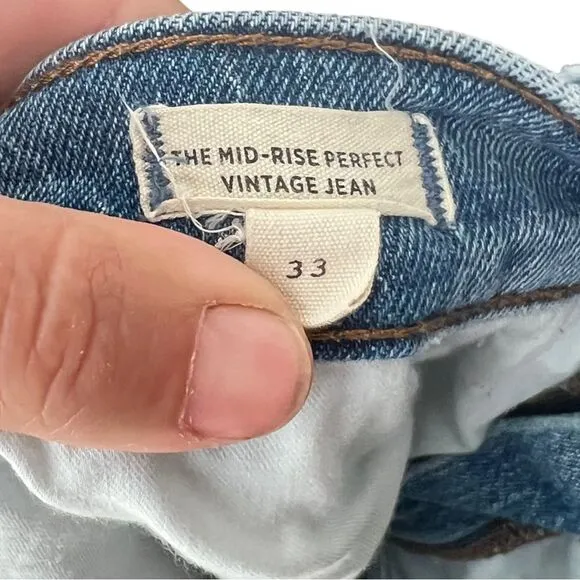 THE MID-RISE PERFECT
VINTAGE JEAN
33